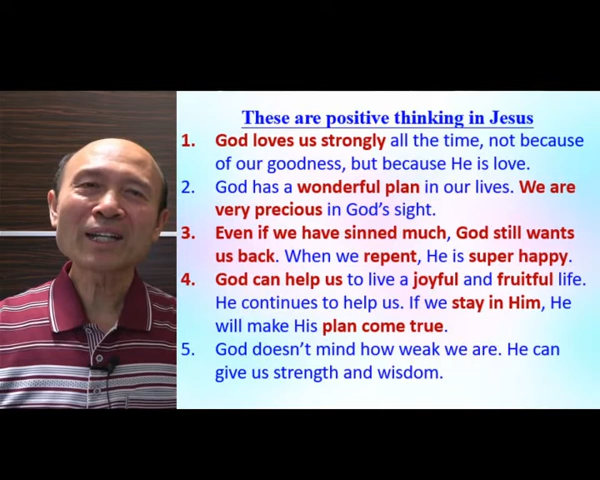 These are positive thinking in Jesus
1. God loves us strongly all the time, not because
of our goodness, but because He is love.
2. God has a wonderful plan in our lives. We are
very precious in God's sight.
3. Even if we have sinned much, God still wants
us back. When we repent, He is super happy.
4. God can help us to live a joyful and fruitful life.
He continues to help us. If we stay in Him, He
will make His plan come true.
5. God doesn't mind how weak we are. He can
give us strength and wisdom.